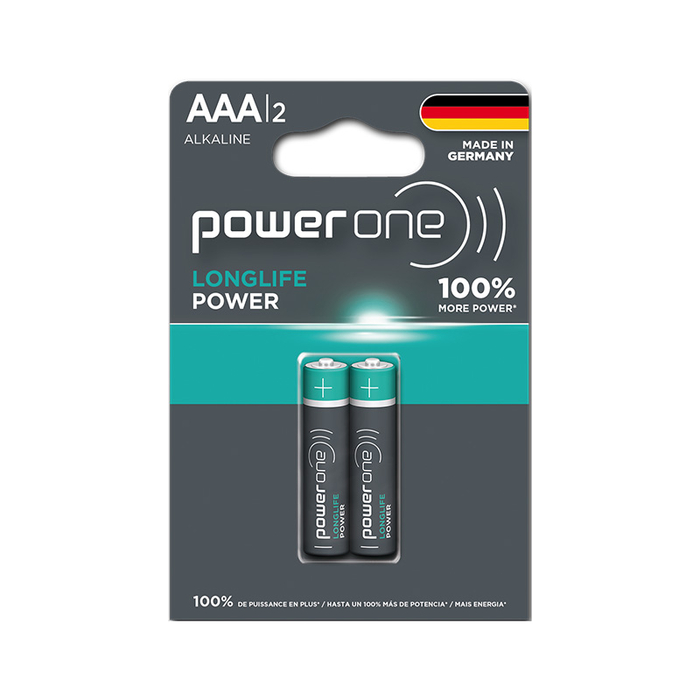 AAA|2
ALKALINE
MADE IN
GERMANY
power one
LONGLIFE
POWER
100%
MORE POWER*
+
+
power one
LONGLIFE
POWER
power one
LONGLIFE
POWER
100% DE PUISSANCE EN PLUS* / HASTA UN 100% MÁS DE POTENCIA* / MAIS ENERGIA*